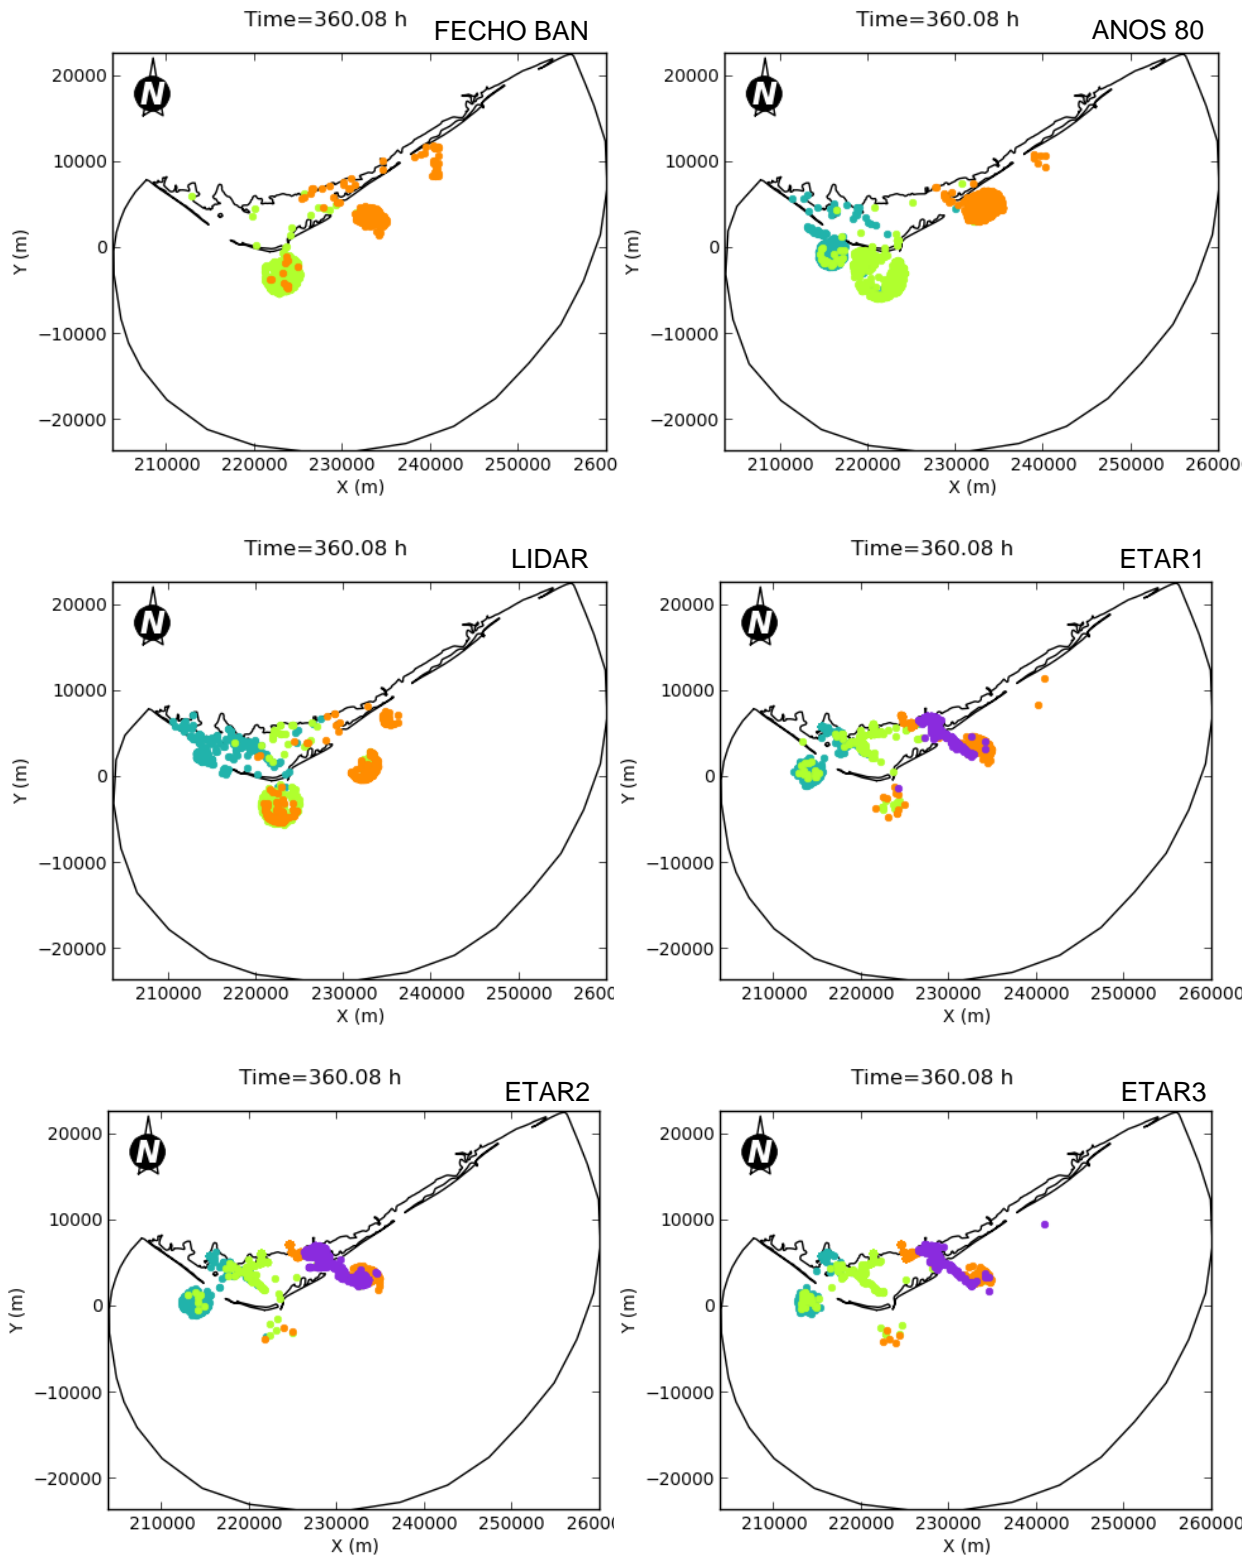 Time=360.08 h
FECHO BAN
N
20000
10000
0
−10000
−20000
Y (m)
210000 220000 230000 240000 250000 2600
X (m)
Time=360.08 h
ANOS 80
N
20000
10000
0
−10000
−20000
Y (m)
210000 220000 230000 240000 250000 26000
X (m)
Time=360.08 h
LIDAR
N
20000
10000
0
−10000
−20000
Y (m)
210000 220000 230000 240000 250000 2600
X (m)
Time=360.08 h
ETAR1
N
20000
10000
0
−10000
−20000
Y (m)
210000 220000 230000 240000 250000 260000
X (m)
Time=360.08 h
ETAR2
N
20000
10000
0
−10000
−20000
Y (m)
210000 220000 230000 240000 250000 26000
X (m)
Time=360.08 h
ETAR3
N
20000
10000
0
−10000
−20000
Y (m)
210000 220000 230000 240000 250000 260000
X (m)